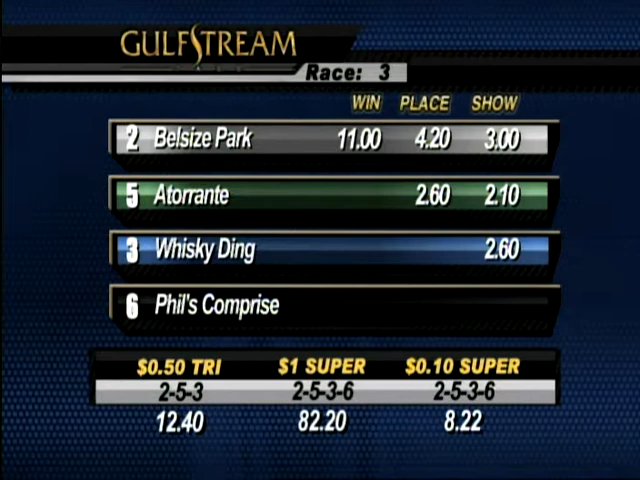 GULFSTREAM
Race: 3
WIN PLACE SHOW
2 Belsize Park 11.00 4.20 3.00
5 Atorrante 2.60 2.10
3 Whisky Ding 2.60
6 Phil's Comprise
$0.50 TRI $1 SUPER $0.10 SUPER
2-5-3 2-5-3-6 2-5-3-6
12.40 82.20 8.22